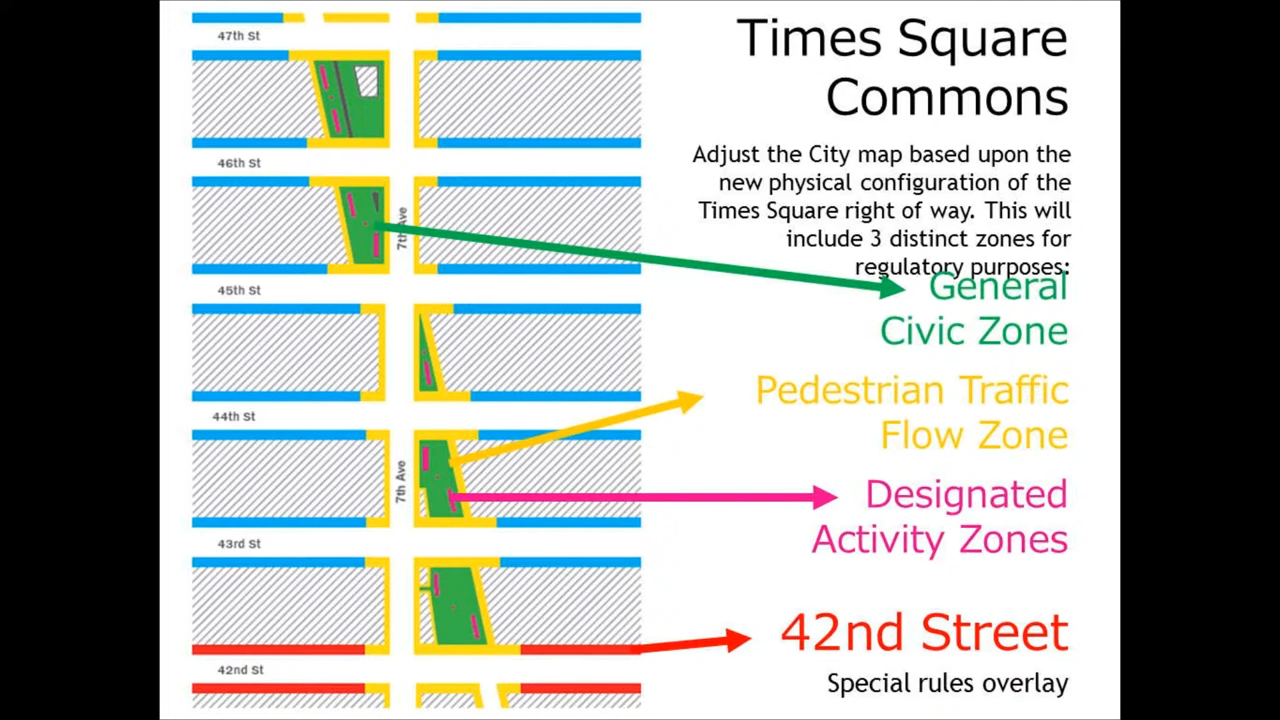 Times Square
Commons
Adjust the City map based upon the
new physical configuration of the
Times Square right of way. This will
include 3 distinct zones for
regulatory purposes:
General
Civic Zone
Pedestrian Traffic
Flow Zone
Designated
Activity Zones
42nd Street
Special rules overlay
47th St
46th St
7th Ave
45th St
44th St
7th Ave
43rd St
42nd St